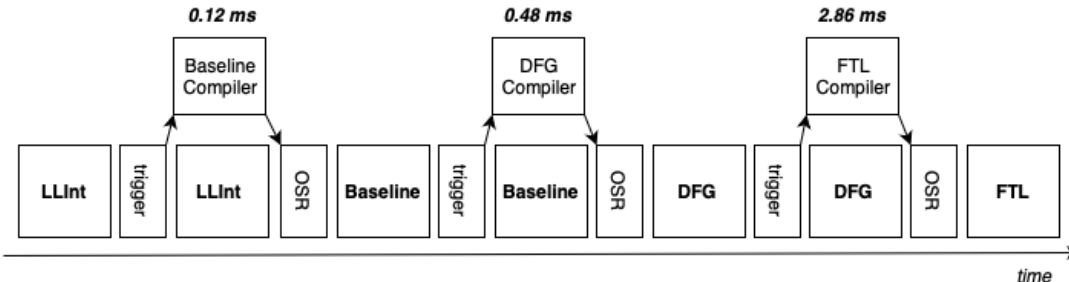 0.12 ms
0.48 ms
2.86 ms
Baseline
Compiler
DFG
Compiler
FTL
Compiler
LLInt
trigger
LLInt
OSR
Baseline
trigger
Baseline
OSR
DFG
trigger
DFG
OSR
FTL
time